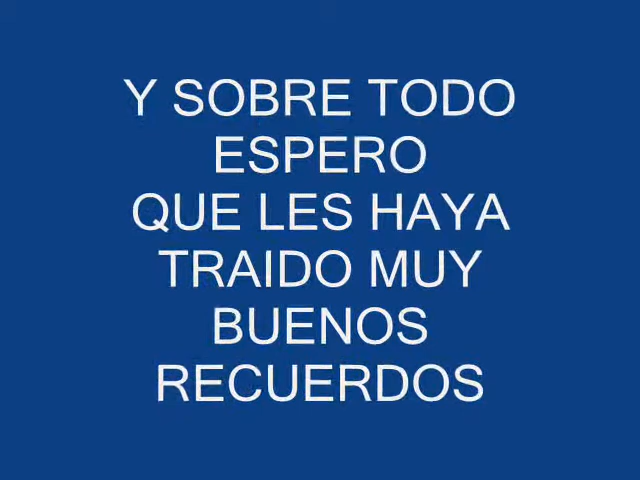 Y SOBRE TODO
ESPERO
QUE LES HAYA
TRAIDO MUY
BUENOS
RECUERDOS